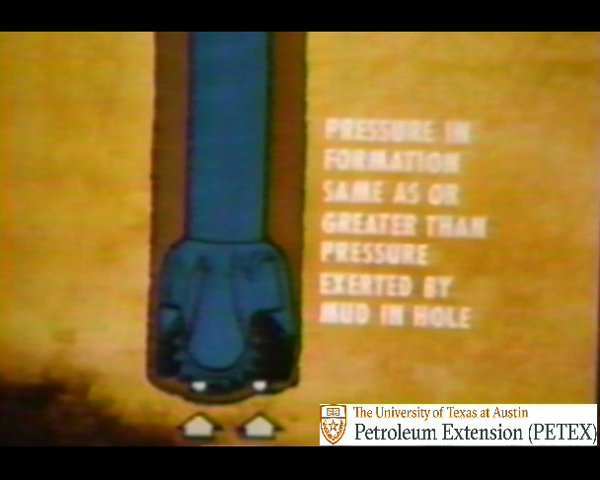 PRESSURE IN
FORMATION
SAME AS OR
GREATER THAN
PRESSURE
EXERTED BY
MUD IN HOLE
The University of Texas at Austin
Petroleum Extension (PETEX)